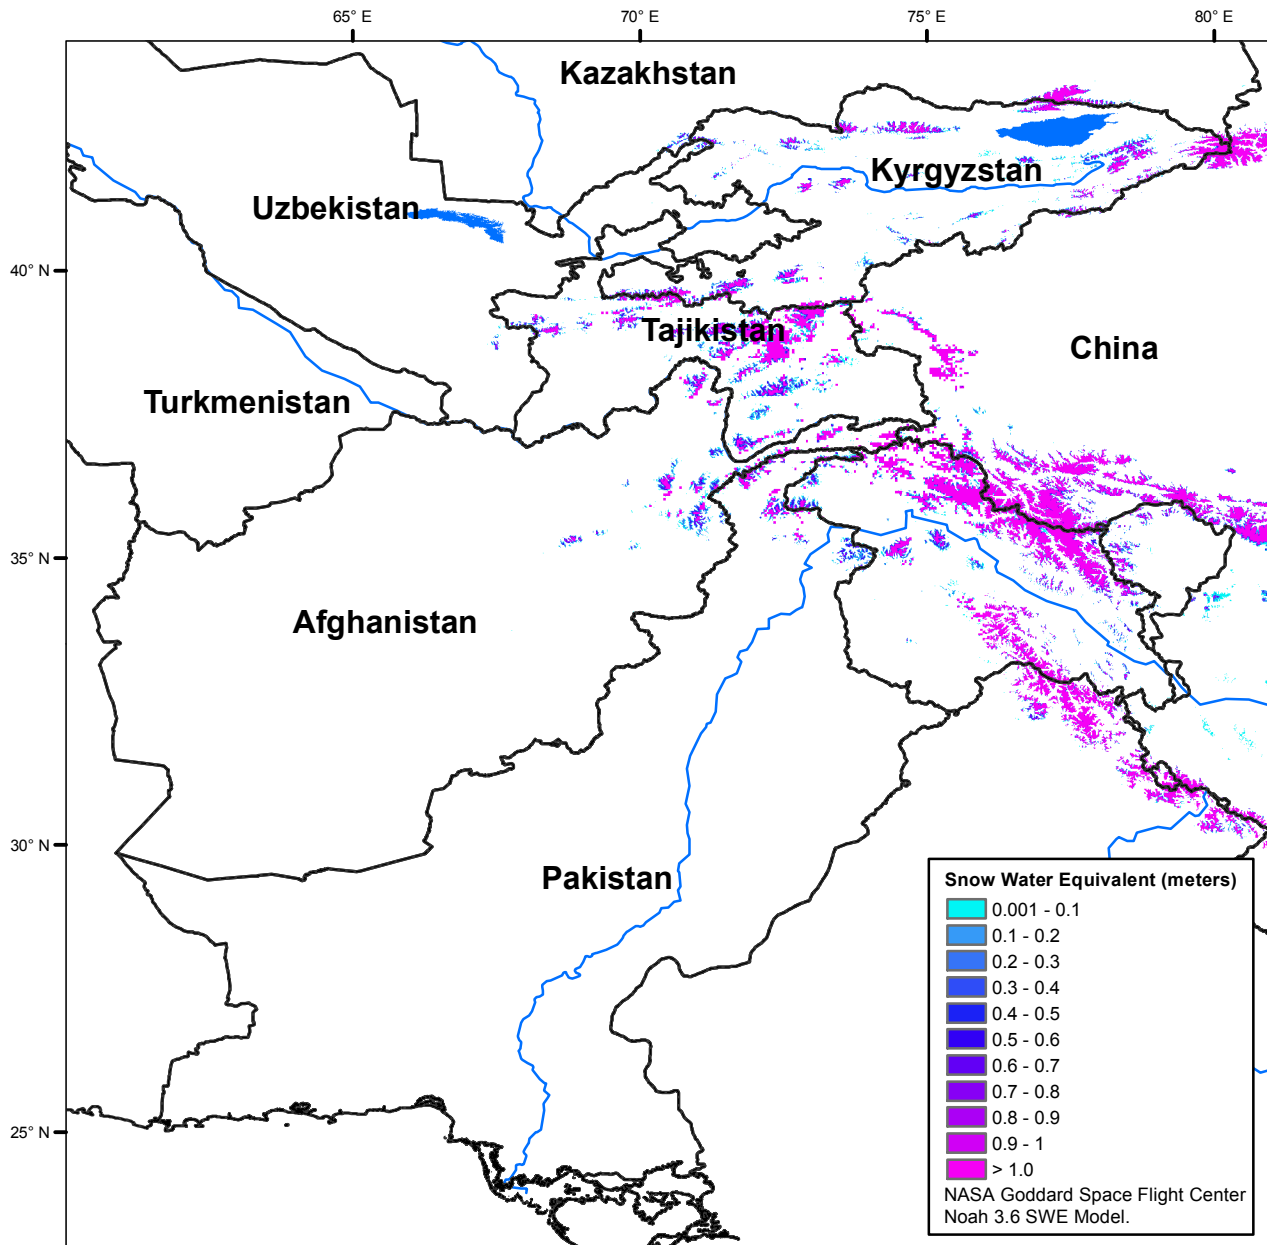 65° E
70° E
75° E
80° E
Kazakhstan
Kyrgyzstan
Uzbekistan
40° N
Tajikistan
China
Turkmenistan
35° N
Afghanistan
30° N
Pakistan
25° N
Snow Water Equivalent (meters)
0.001 - 0.1
0.1 - 0.2
0.2 - 0.3
0.3 - 0.4
0.4 - 0.5
0.5 - 0.6
0.6 - 0.7
0.7 - 0.8
0.8 - 0.9
0.9 - 1
> 1.0
NASA Goddard Space Flight Center
Noah 3.6 SWE Model.